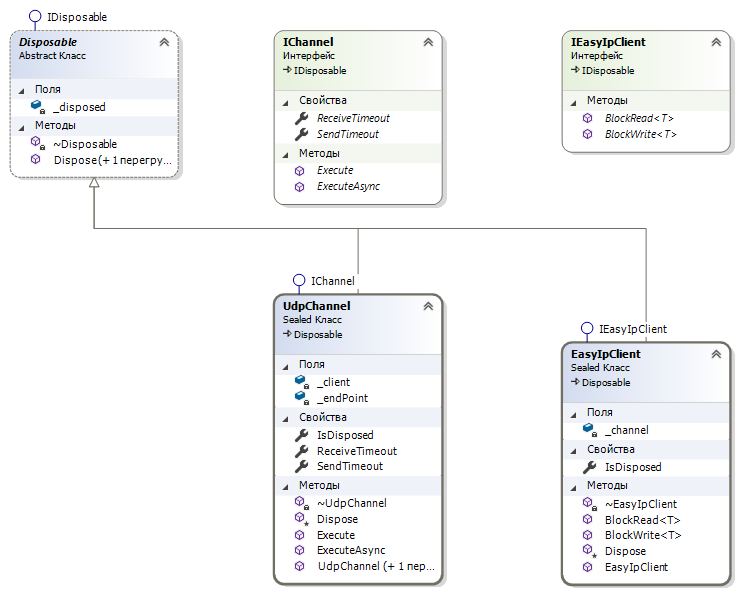 IDisposable
Disposable
Abstract Класс
Поля
_disposed
Методы
~Disposable
Dispose(+ 1 перегру...
IChannel
Интерфейс
IDisposable
Свойства
ReceiveTimeout
SendTimeout
Методы
Execute
ExecuteAsync
IEasyIpClient
Интерфейс
IDisposable
Методы
BlockRead<T>
BlockWrite<T>
IChannel
UdpChannel
Sealed Класс
Disposable
Поля
_client
_endPoint
Свойства
IsDisposed
ReceiveTimeout
SendTimeout
Методы
~UdpChannel
Dispose
Execute
ExecuteAsync
UdpChannel (+ 1 пер...
IEasyIpClient
EasyIpClient
Sealed Класс
Disposable
Поля
_channel
Свойства
IsDisposed
Методы
~EasyIpClient
BlockRead<T>
BlockWrite<T>
Dispose
EasyIpClient